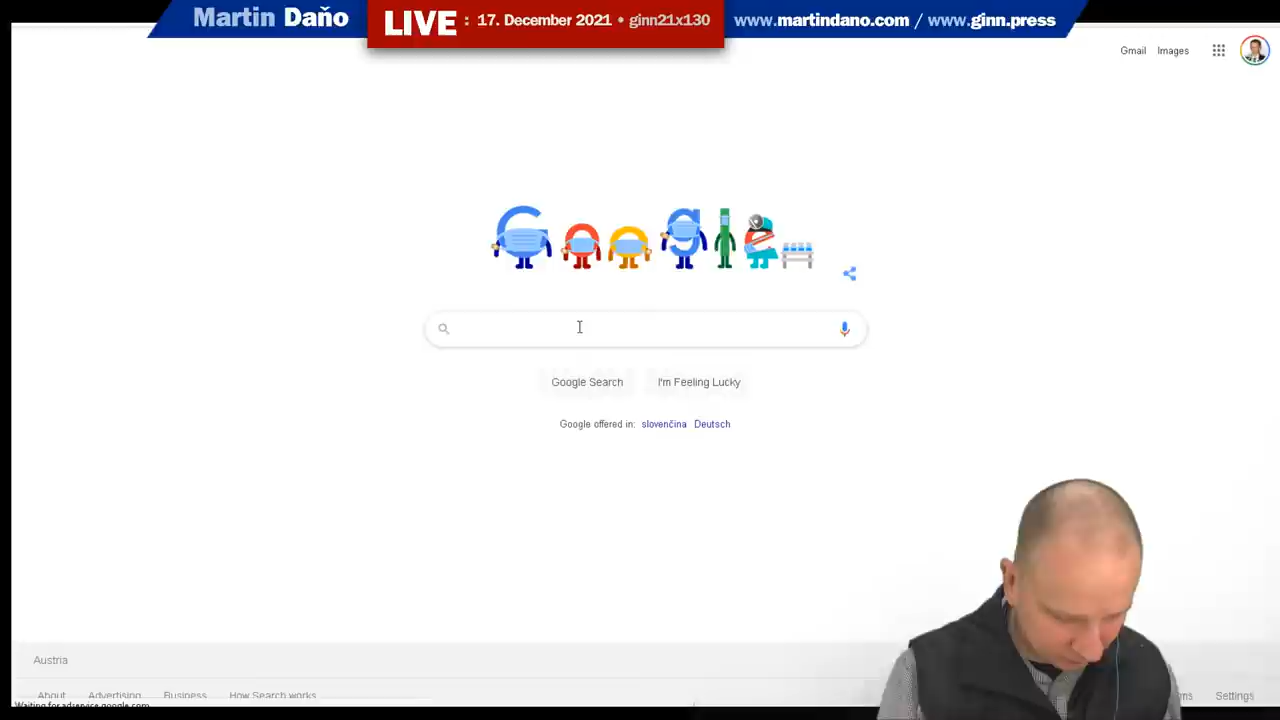 Martin Daňo
LIVE : 17. December 2021 • ginn21x130
www.martindano.com / www.ginn.press
Gmail Images
Google
Google Search I'm Feeling Lucky
Google offered in: slovenčina Deutsch
Austria
About Advertising Business How Search works
Settings
Waiting for adservice.google.com